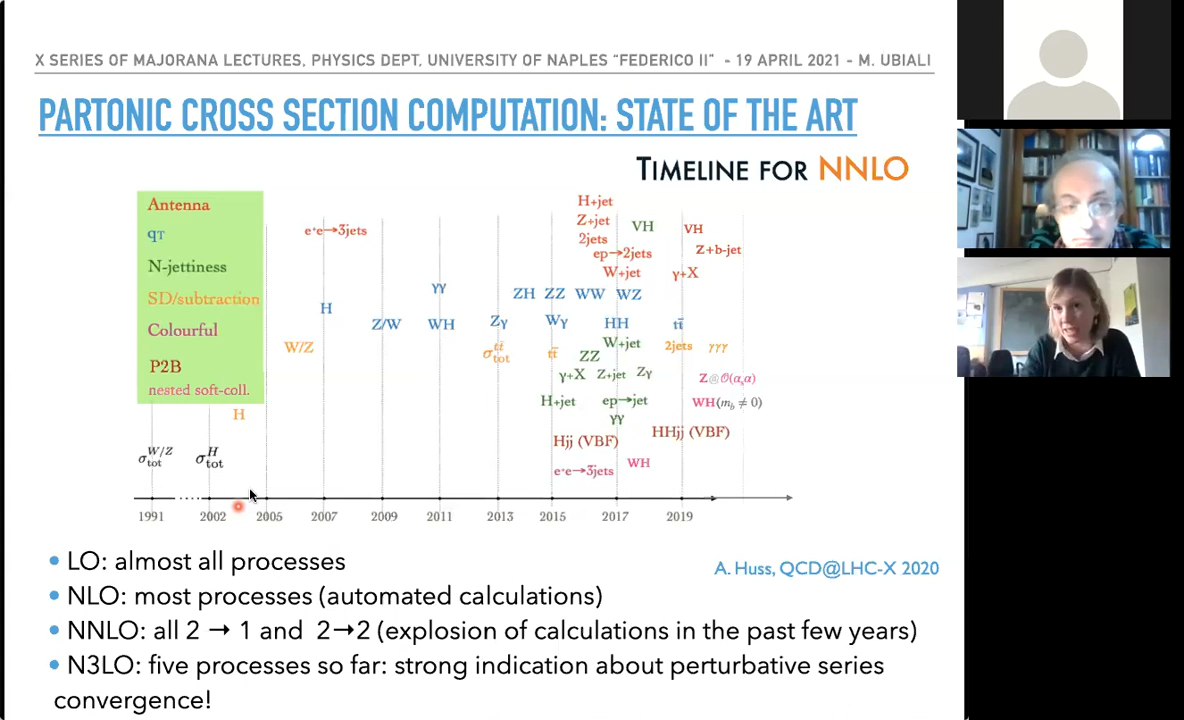 X SERIES OF MAJORANA LECTURES, PHYSICS DEPT, UNIVERSITY OF NAPLES "FEDERICO II" - 19 APRIL 2021 - M. UBIALI
PARTONIC CROSS SECTION COMPUTATION: STATE OF THE ART
TIMELINE FOR NNLO
Antenna
qT
N-jettiness
SD/subtraction
Colourful
P2B
nested soft-coll.
H+jet
Z+jet
2jets
ep→2jets
W+jet
e⁺e⁻→3jets
VH
VH
Z+b-jet
γ+X
H
γγ
ZH ZZ WW WZ
Z/W
WH
Zγ
Wγ
HH
tt̄
W/Z
σ^{tt̄}_{tot}
tt̄
2jets
γγγ
W+jet
ZZ
γ+X Z+jet Zγ
H+jet
ep→jet
γγ
Z@𝒪(αₛα)
WH(m_b ≠ 0)
H
Hjj (VBF)
HHjj (VBF)
e⁺e⁻→3jets
WH
σ^{W/Z}_{tot}
σ^{H}_{tot}
1991 2002 2005 2007 2009 2011 2013 2015 2017 2019
• LO: almost all processes
A. Huss, QCD@LHC-X 2020
• NLO: most processes (automated calculations)
• NNLO: all 2 → 1 and 2→2 (explosion of calculations in the past few years)
• N3LO: five processes so far: strong indication about perturbative series
convergence!